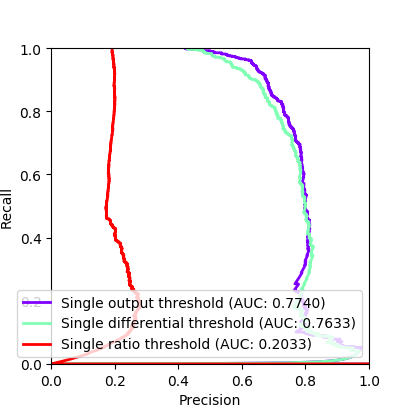 1.0
0.8
0.6
0.4
0.2
0.0
Recall
Single output threshold (AUC: 0.7740)
Single differential threshold (AUC: 0.7633)
Single ratio threshold (AUC: 0.2033)
0.0 0.2 0.4 0.6 0.8 1.0
Precision